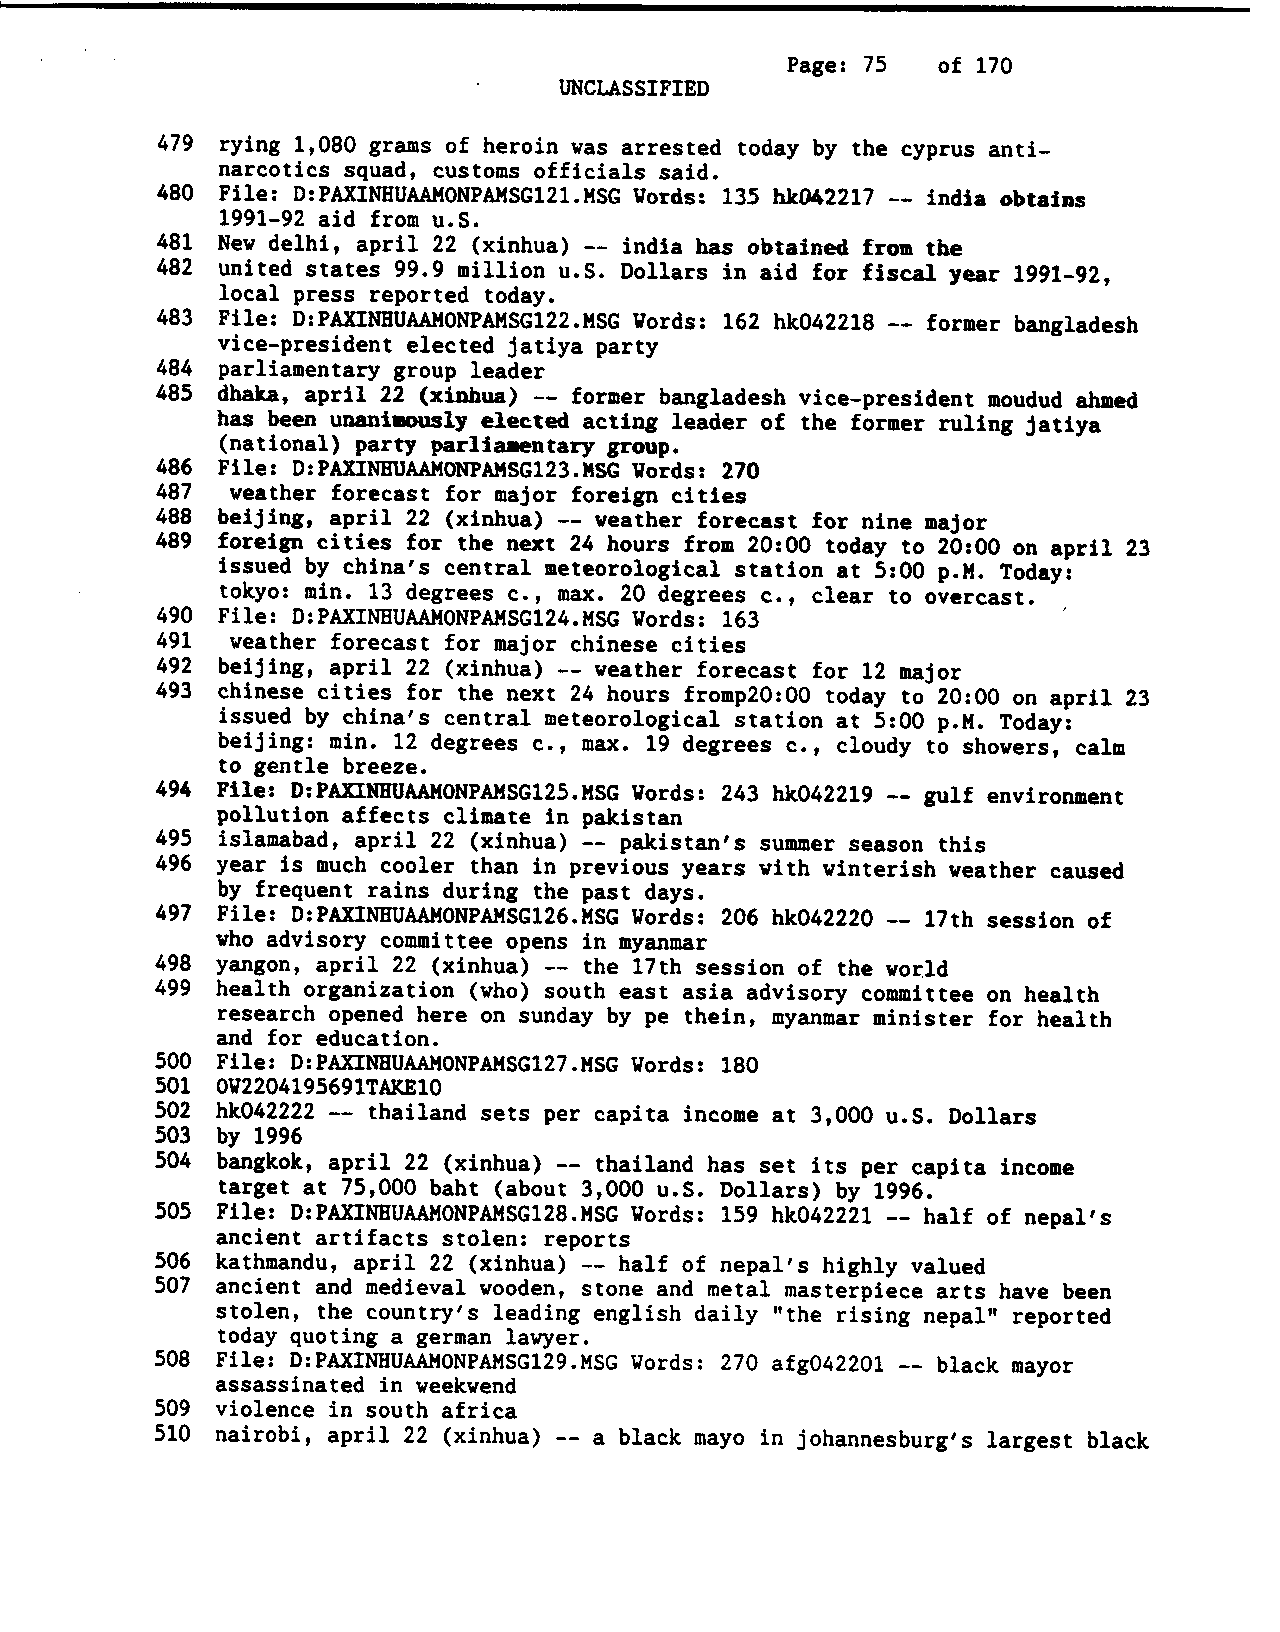 Page: 75 of 170
UNCLASSIFIED
479 rying 1,080 grams of heroin was arrested today by the cyprus anti-
narcotics squad, customs officials said.
480 File: D:PAXINHUAAMONPAMSG121.MSG Words: 135 hk042217 -- india obtains
1991-92 aid from u.S.
481 New delhi, april 22 (xinhua) -- india has obtained from the
482 united states 99.9 million u.S. Dollars in aid for fiscal year 1991-92,
local press reported today.
483 File: D:PAXINHUAAMONPAMSG122.MSG Words: 162 hk042218 -- former bangladesh
vice-president elected jatiya party
484 parliamentary group leader
485 dhaka, april 22 (xinhua) -- former bangladesh vice-president moudud ahmed
has been unanimously elected acting leader of the former ruling jatiya
(national) party parliamentary group.
486 File: D:PAXINHUAAMONPAMSG123.MSG Words: 270
487 weather forecast for major foreign cities
488 beijing, april 22 (xinhua) -- weather forecast for nine major
489 foreign cities for the next 24 hours from 20:00 today to 20:00 on april 23
issued by china's central meteorological station at 5:00 p.M. Today:
tokyo: min. 13 degrees c., max. 20 degrees c., clear to overcast.
490 File: D:PAXINHUAAMONPAMSG124.MSG Words: 163
491 weather forecast for major chinese cities
492 beijing, april 22 (xinhua) -- weather forecast for 12 major
493 chinese cities for the next 24 hours fromp20:00 today to 20:00 on april 23
issued by china's central meteorological station at 5:00 p.M. Today:
beijing: min. 12 degrees c., max. 19 degrees c., cloudy to showers, calm
to gentle breeze.
494 File: D:PAXINHUAAMONPAMSG125.MSG Words: 243 hk042219 -- gulf environment
pollution affects climate in pakistan
495 islamabad, april 22 (xinhua) -- pakistan's summer season this
496 year is much cooler than in previous years with winterish weather caused
by frequent rains during the past days.
497 File: D:PAXINHUAAMONPAMSG126.MSG Words: 206 hk042220 -- 17th session of
who advisory committee opens in myanmar
498 yangon, april 22 (xinhua) -- the 17th session of the world
499 health organization (who) south east asia advisory committee on health
research opened here on sunday by pe thein, myanmar minister for health
and for education.
500 File: D:PAXINHUAAMONPAMSG127.MSG Words: 180
501 OW2204195691TAKE10
502 hk042222 -- thailand sets per capita income at 3,000 u.S. Dollars
503 by 1996
504 bangkok, april 22 (xinhua) -- thailand has set its per capita income
target at 75,000 baht (about 3,000 u.S. Dollars) by 1996.
505 File: D:PAXINHUAAMONPAMSG128.MSG Words: 159 hk042221 -- half of nepal's
ancient artifacts stolen: reports
506 kathmandu, april 22 (xinhua) -- half of nepal's highly valued
507 ancient and medieval wooden, stone and metal masterpiece arts have been
stolen, the country's leading english daily "the rising nepal" reported
today quoting a german lawyer.
508 File: D:PAXINHUAAMONPAMSG129.MSG Words: 270 afg042201 -- black mayor
assassinated in weekwend
509 violence in south africa
510 nairobi, april 22 (xinhua) -- a black mayo in johannesburg's largest black